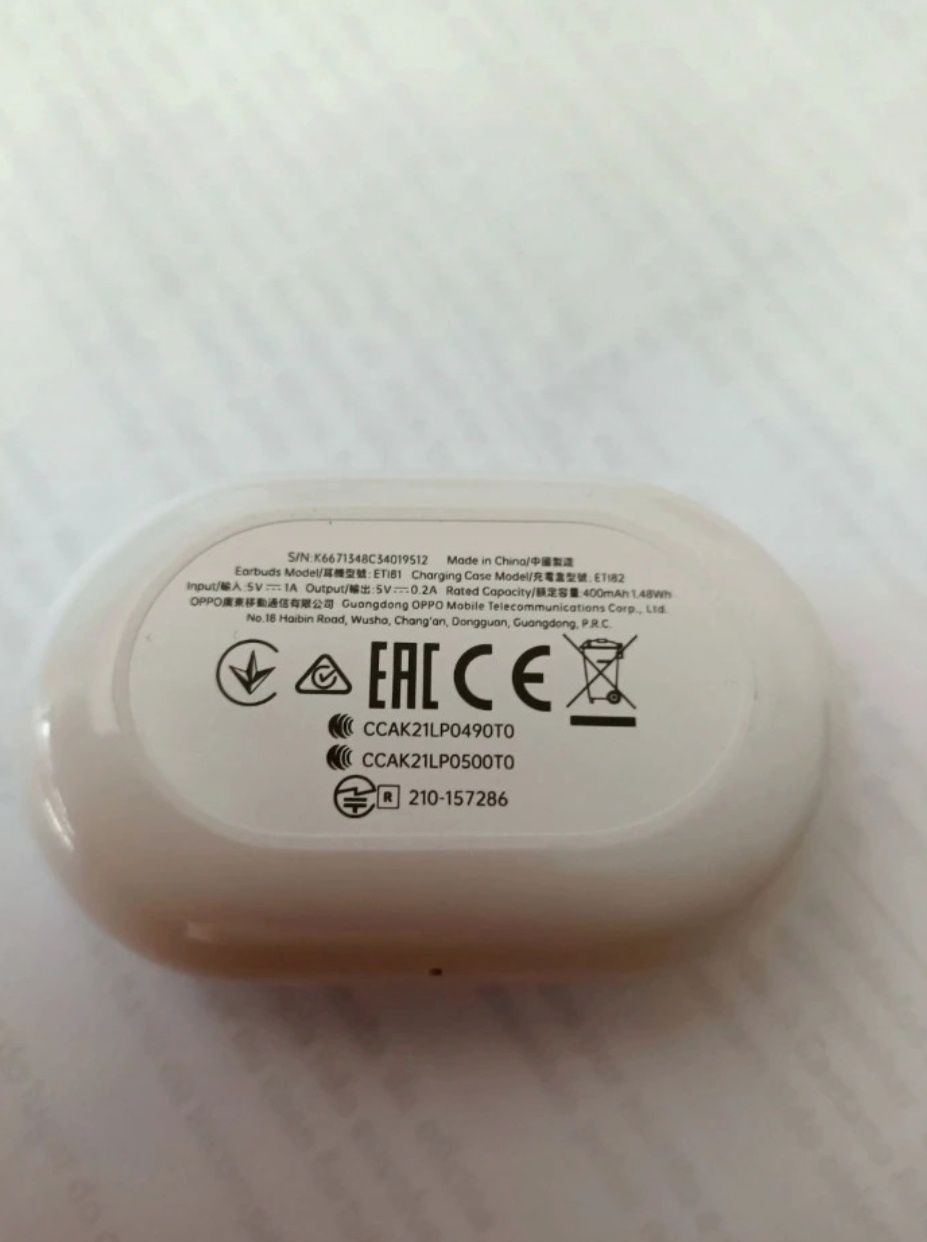 S/N:K6671348C34019512 Made in China/中國製造
Earbuds Model/耳機型號: ETI81 Charging Case Model/充電盒型號: ETI82
Input/輸入:5V⎓1A Output/輸出:5V⎓0.2A Rated Capacity/額定容量:400mAh 1.48Wh
OPPO廣東移動通信有限公司 Guangdong OPPO Mobile Telecommunications Corp., Ltd.
No.18 Haibin Road, Wusha, Chang'an, Dongguan, Guangdong, P.R.C.
EAC CE
CCAK21LP0490T0
CCAK21LP0500T0
R 210-157286